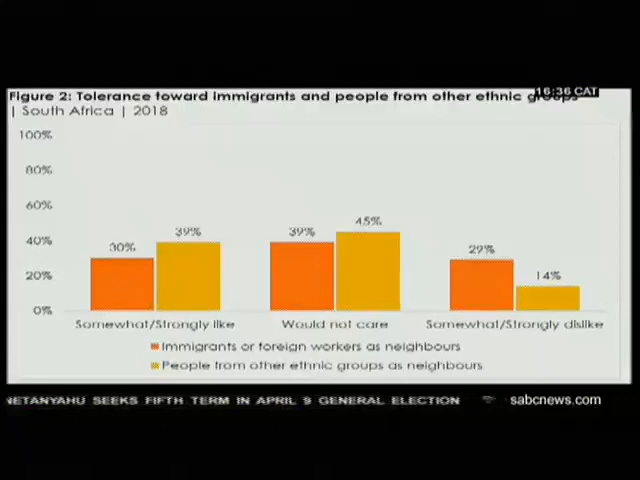 Figure 2: Tolerance toward immigrants and people from other ethnic groups
16:36 CAT
| South Africa | 2018
100%
80%
60%
40%
20%
0%
30%
39%
39%
45%
29%
14%
Somewhat/Strongly like
Would not care
Somewhat/Strongly dislike
Immigrants or foreign workers as neighbours
People from other ethnic groups as neighbours
NETANYAHU SEEKS FIFTH TERM IN APRIL 9 GENERAL ELECTION
sabcnews.com